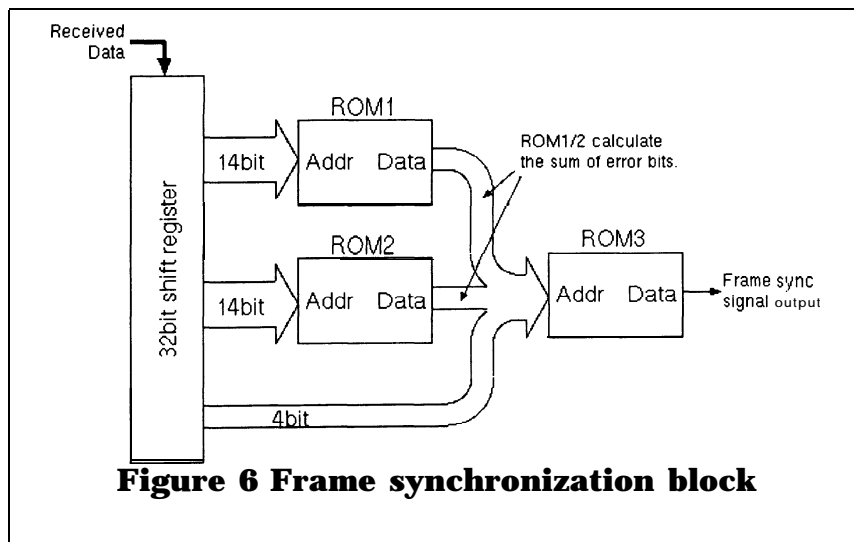 Received
Data
ROM1
14bit
Addr Data
ROM1/2 calculate
the sum of error bits.
32bit shift register
ROM2
14bit
Addr Data
ROM3
Addr Data
Frame sync
signal output
4bit
Figure 6 Frame synchronization block